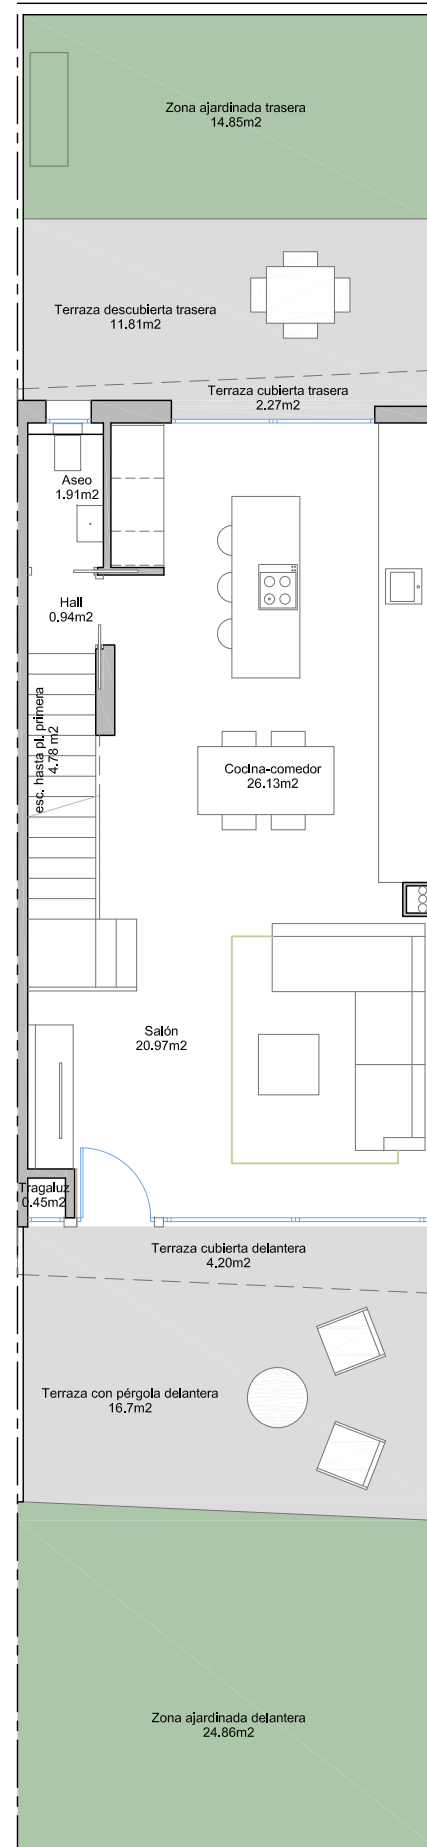 Zona ajardinada trasera
14.85m2
Terraza descubierta trasera
11.81m2
Terraza cubierta trasera
2.27m2
Aseo
1.91m2
Hall
0.94m2
esc. hasta pl. primera
4.78 m2
Cocina-comedor
26.13m2
Salón
20.97m2
Tragaluz
0.45m2
Terraza cubierta delantera
4.20m2
Terraza con pérgola delantera
16.7m2
Zona ajardinada delantera
24.86m2